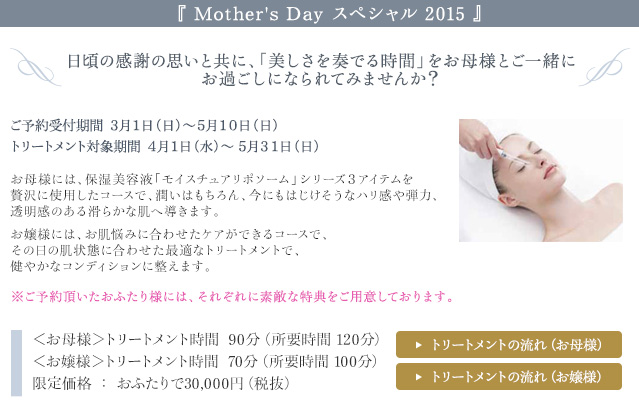 『 Mother's Day スペシャル 2015 』
日頃の感謝の思いと共に、「美しさを奏でる時間」をお母様とご一緒に
お過ごしになられてみませんか？
ご予約受付期間 3月1日（日）～5月10日（日）
トリートメント対象期間 4月1日（水）～ 5月31日（日）
お母様には、保湿美容液「モイスチュアリポソーム」シリーズ３アイテムを
贅沢に使用したコースで、潤いはもちろん、今にもはじけそうなハリ感や弾力、
透明感のある滑らかな肌へ導きます。
お嬢様には、お肌悩みに合わせたケアができるコースで、
その日の肌状態に合わせた最適なトリートメントで、
健やかなコンディションに整えます。
※ご予約頂いたおふたり様には、それぞれに素敵な特典をご用意しております。
＜お母様＞トリートメント時間 90分（所要時間 120分）
＜お嬢様＞トリートメント時間 70分（所要時間 100分）
限定価格 ： おふたりで30,000円（税抜）
トリートメントの流れ（お母様）
トリートメントの流れ（お嬢様）